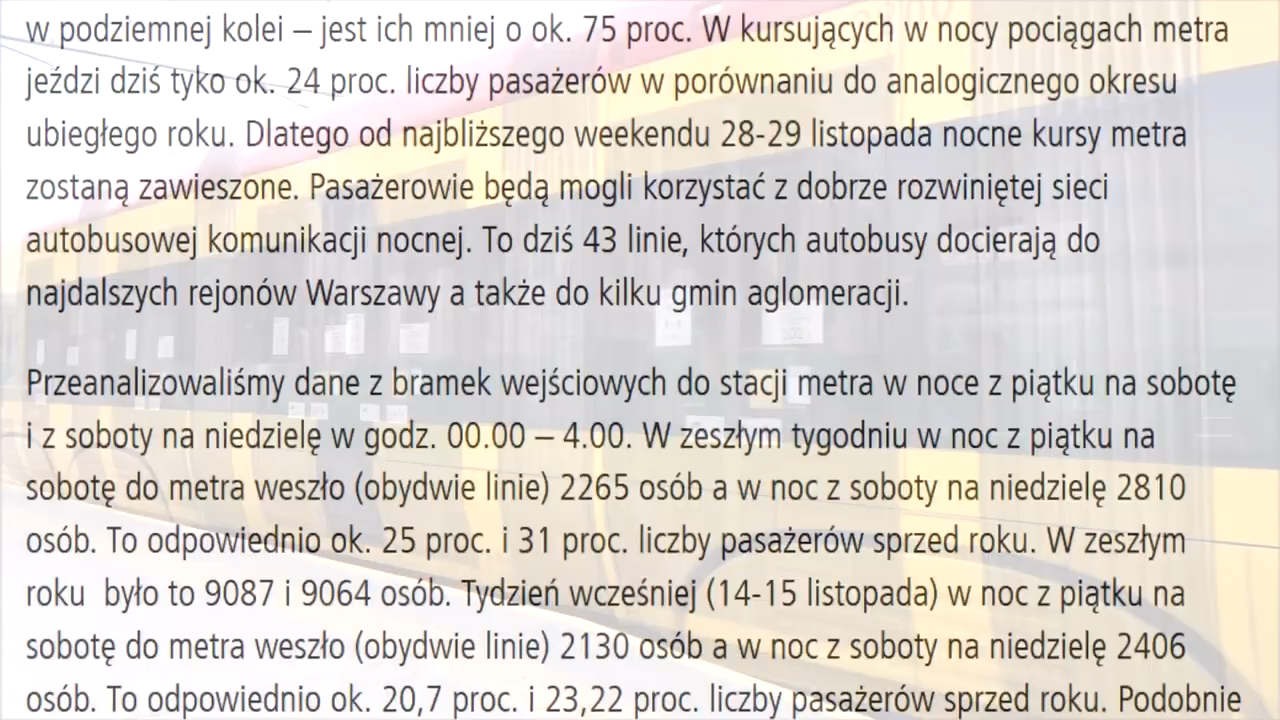 w podziemnej kolei – jest ich mniej o ok. 75 proc. W kursujących w nocy pociągach metra
jeździ dziś tyko ok. 24 proc. liczby pasażerów w porównaniu do analogicznego okresu
ubiegłego roku. Dlatego od najbliższego weekendu 28-29 listopada nocne kursy metra
zostaną zawieszone. Pasażerowie będą mogli korzystać z dobrze rozwiniętej sieci
autobusowej komunikacji nocnej. To dziś 43 linie, których autobusy docierają do
najdalszych rejonów Warszawy a także do kilku gmin aglomeracji.
Przeanalizowaliśmy dane z bramek wejściowych do stacji metra w noce z piątku na sobotę
i z soboty na niedzielę w godz. 00.00 – 4.00. W zeszłym tygodniu w noc z piątku na
sobotę do metra weszło (obydwie linie) 2265 osób a w noc z soboty na niedzielę 2810
osób. To odpowiednio ok. 25 proc. i 31 proc. liczby pasażerów sprzed roku. W zeszłym
roku  było to 9087 i 9064 osób. Tydzień wcześniej (14-15 listopada) w noc z piątku na
sobotę do metra weszło (obydwie linie) 2130 osób a w noc z soboty na niedzielę 2406
osób. To odpowiednio ok. 20,7 proc. i 23,22 proc. liczby pasażerów sprzed roku. Podobnie